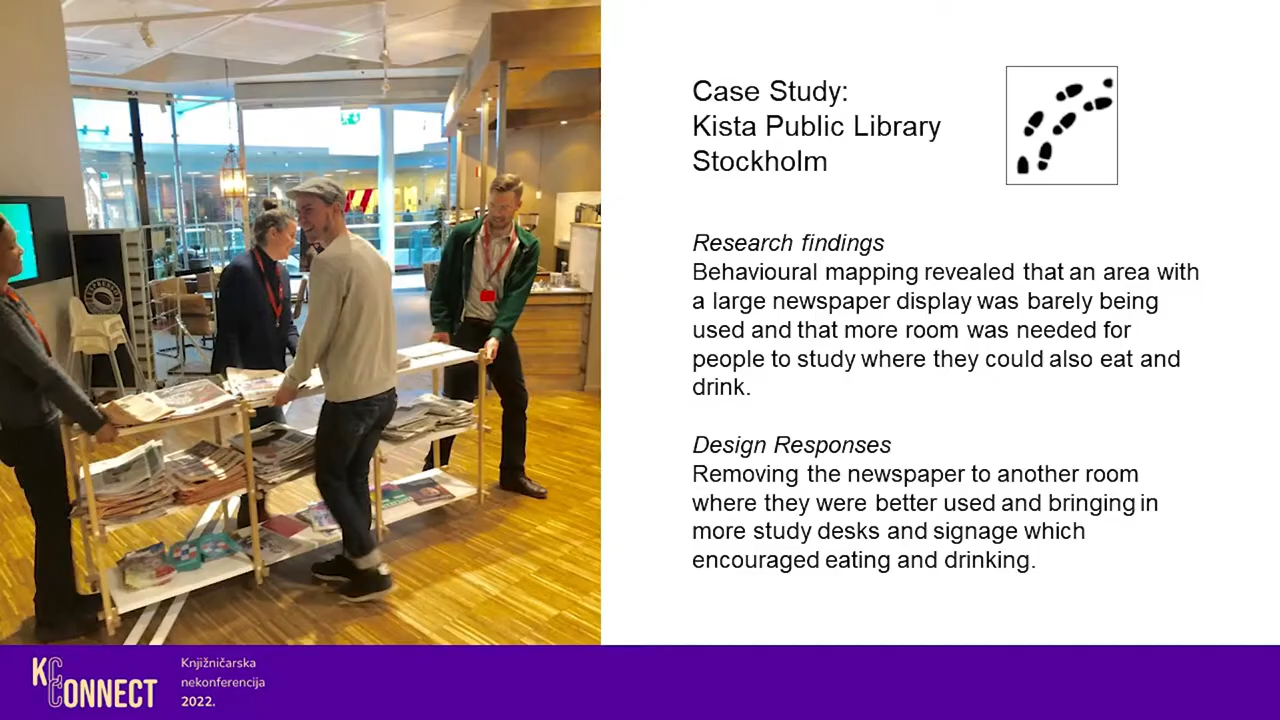 Case Study:
Kista Public Library
Stockholm
Research findings
Behavioural mapping revealed that an area with
a large newspaper display was barely being
used and that more room was needed for
people to study where they could also eat and
drink.
Design Responses
Removing the newspaper to another room
where they were better used and bringing in
more study desks and signage which
encouraged eating and drinking.
KCCONNECT
Knjižničarska
nekonferencija
2022.